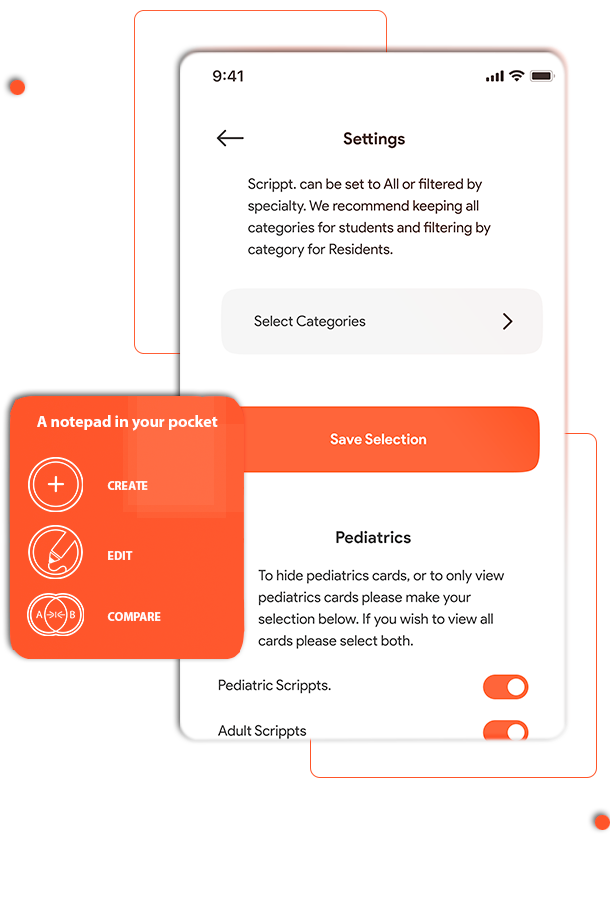 9:41
Settings
Scrippt. can be set to All or filtered by
specialty. We recommend keeping all
categories for students and filtering by
category for Residents.
Select Categories
A notepad in your pocket
Save Selection
CREATE
EDIT
A B
COMPARE
Pediatrics
To hide pediatrics cards, or to only view
pediatrics cards please make your
selection below. If you wish to view all
cards please select both.
Pediatric Scrippts.
Adult Scrippts